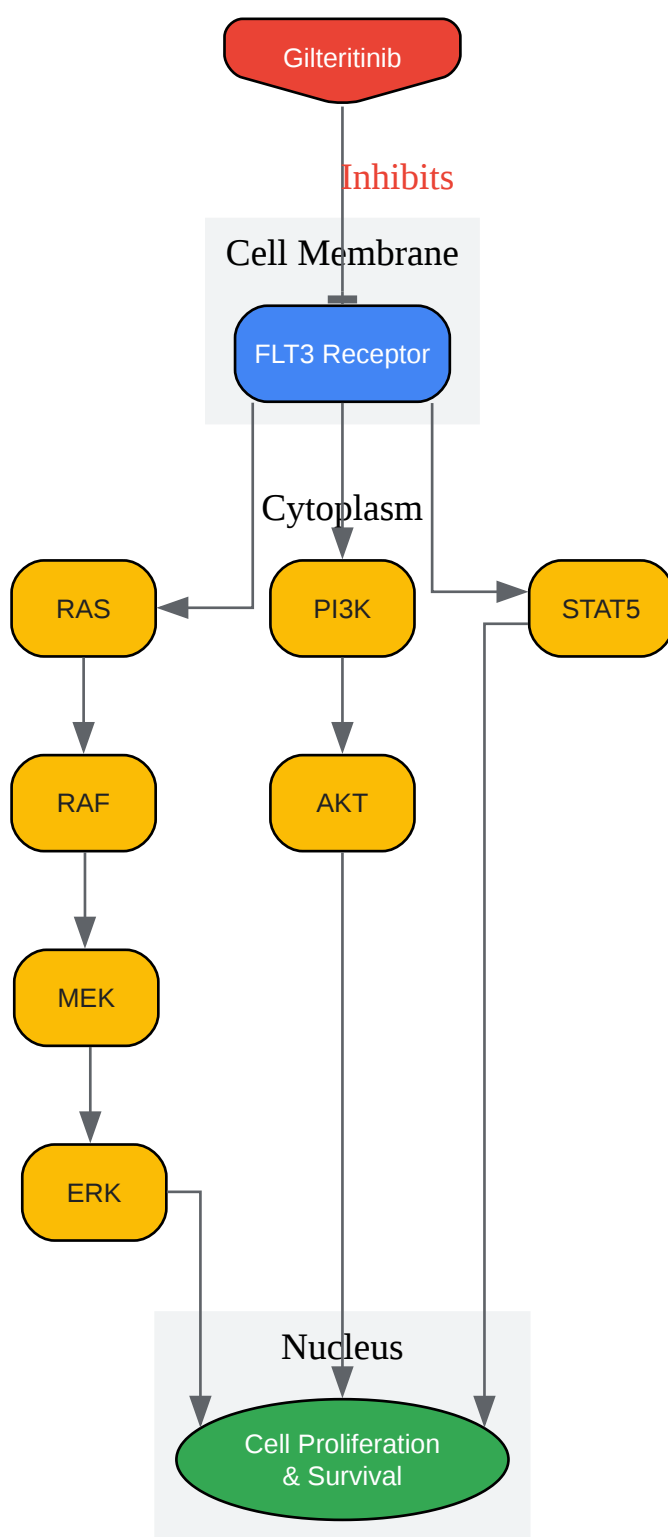 Gilteritinib
Inhibits
Cell Membrane
FLT3 Receptor
Cytoplasm
RAS
PI3K
STAT5
RAF
AKT
MEK
ERK
Nucleus
Cell Proliferation
& Survival